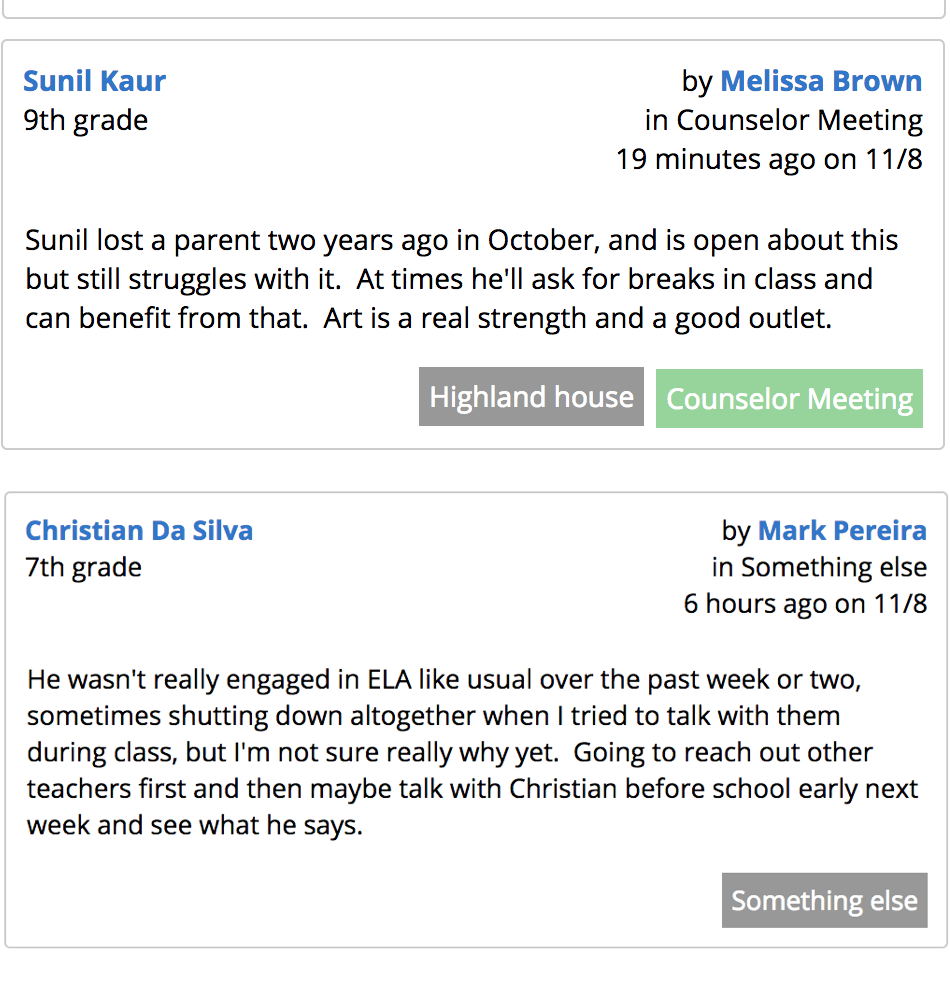 Sunil Kaur
9th grade
by Melissa Brown
in Counselor Meeting
19 minutes ago on 11/8
Sunil lost a parent two years ago in October, and is open about this
but still struggles with it.  At times he'll ask for breaks in class and
can benefit from that.  Art is a real strength and a good outlet.
Highland house
Counselor Meeting
Christian Da Silva
7th grade
by Mark Pereira
in Something else
6 hours ago on 11/8
He wasn't really engaged in ELA like usual over the past week or two,
sometimes shutting down altogether when I tried to talk with them
during class, but I'm not sure really why yet.  Going to reach out other
teachers first and then maybe talk with Christian before school early next
week and see what he says.
Something else